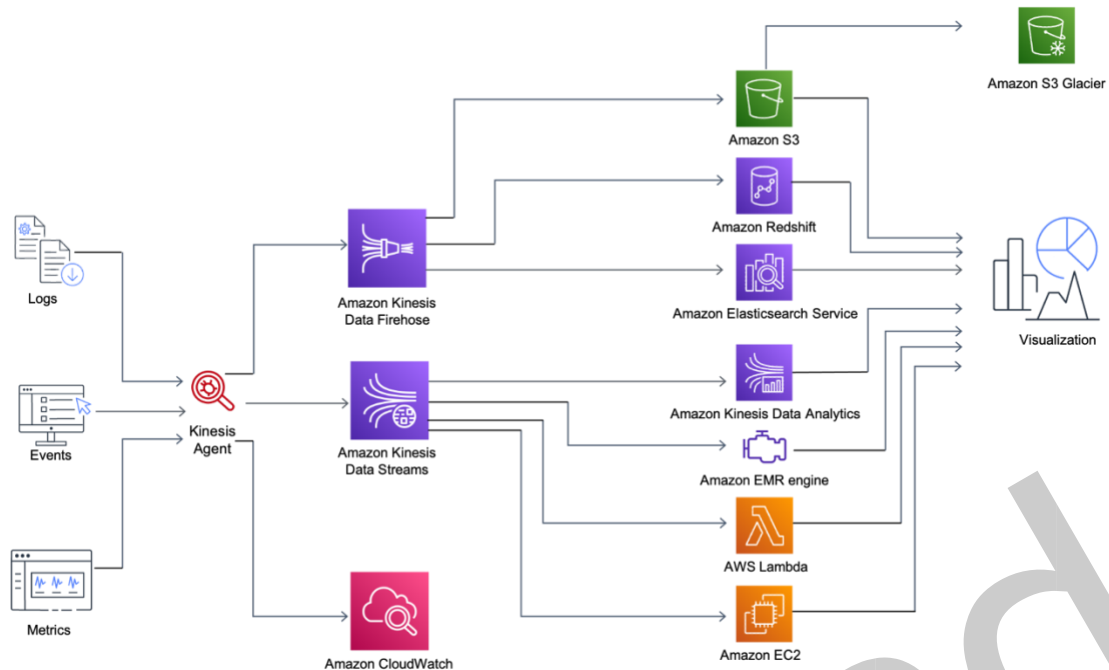 Amazon S3 Glacier
Amazon S3
Amazon Redshift
Logs
Amazon Kinesis
Data Firehose
Amazon Elasticsearch Service
Visualization
Events
Kinesis
Agent
Amazon Kinesis
Data Streams
Amazon Kinesis Data Analytics
Amazon EMR engine
AWS Lambda
Metrics
Amazon CloudWatch
Amazon EC2